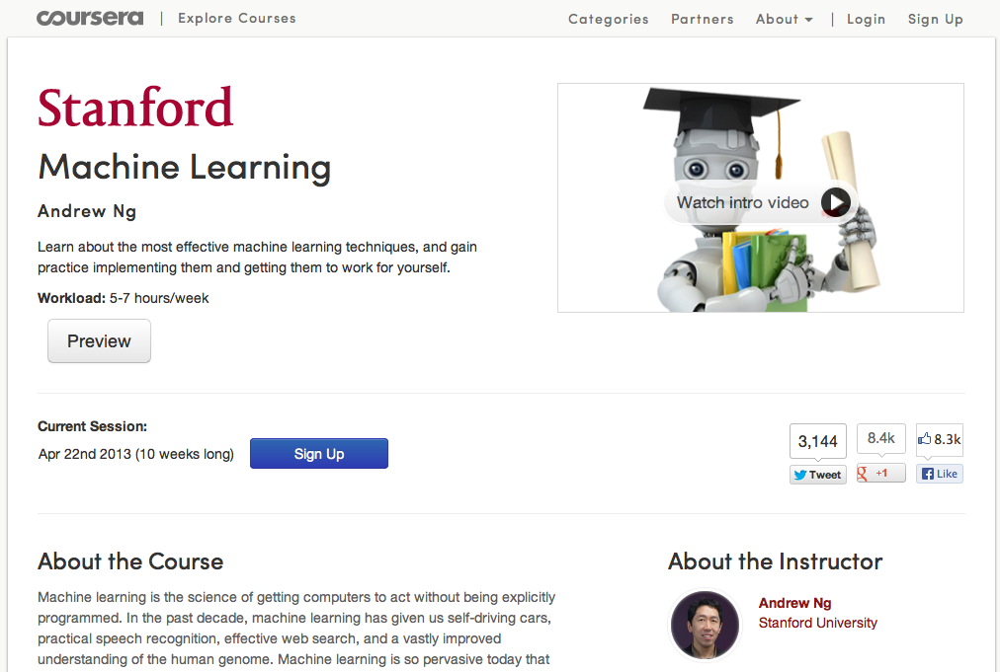 coursera | Explore Courses
Categories Partners About | Login Sign Up
Stanford
Machine Learning
Andrew Ng
Learn about the most effective machine learning techniques, and gain
practice implementing them and getting them to work for yourself.
Workload: 5-7 hours/week
Preview
Watch intro video
Current Session:
Apr 22nd 2013 (10 weeks long)
Sign Up
3,144
Tweet
8.4k
g +1
8.3k
Like
About the Course
Machine learning is the science of getting computers to act without being explicitly
programmed. In the past decade, machine learning has given us self-driving cars,
practical speech recognition, effective web search, and a vastly improved
understanding of the human genome. Machine learning is so pervasive today that
About the Instructor
Andrew Ng
Stanford University